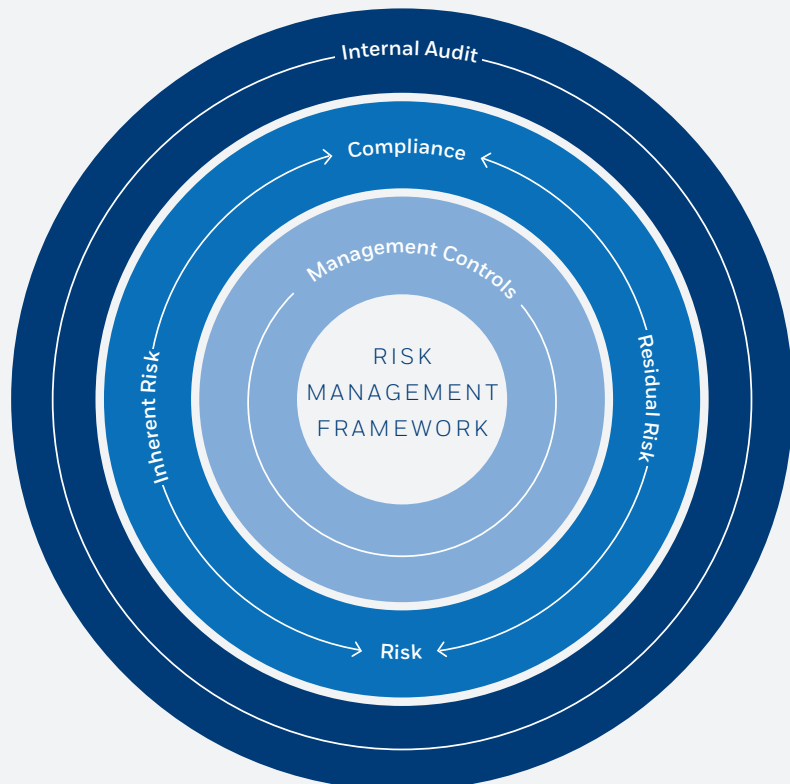 Internal Audit
Compliance
Management Controls
Inherent Risk
Residual Risk
RISK
MANAGEMENT
FRAMEWORK
Risk